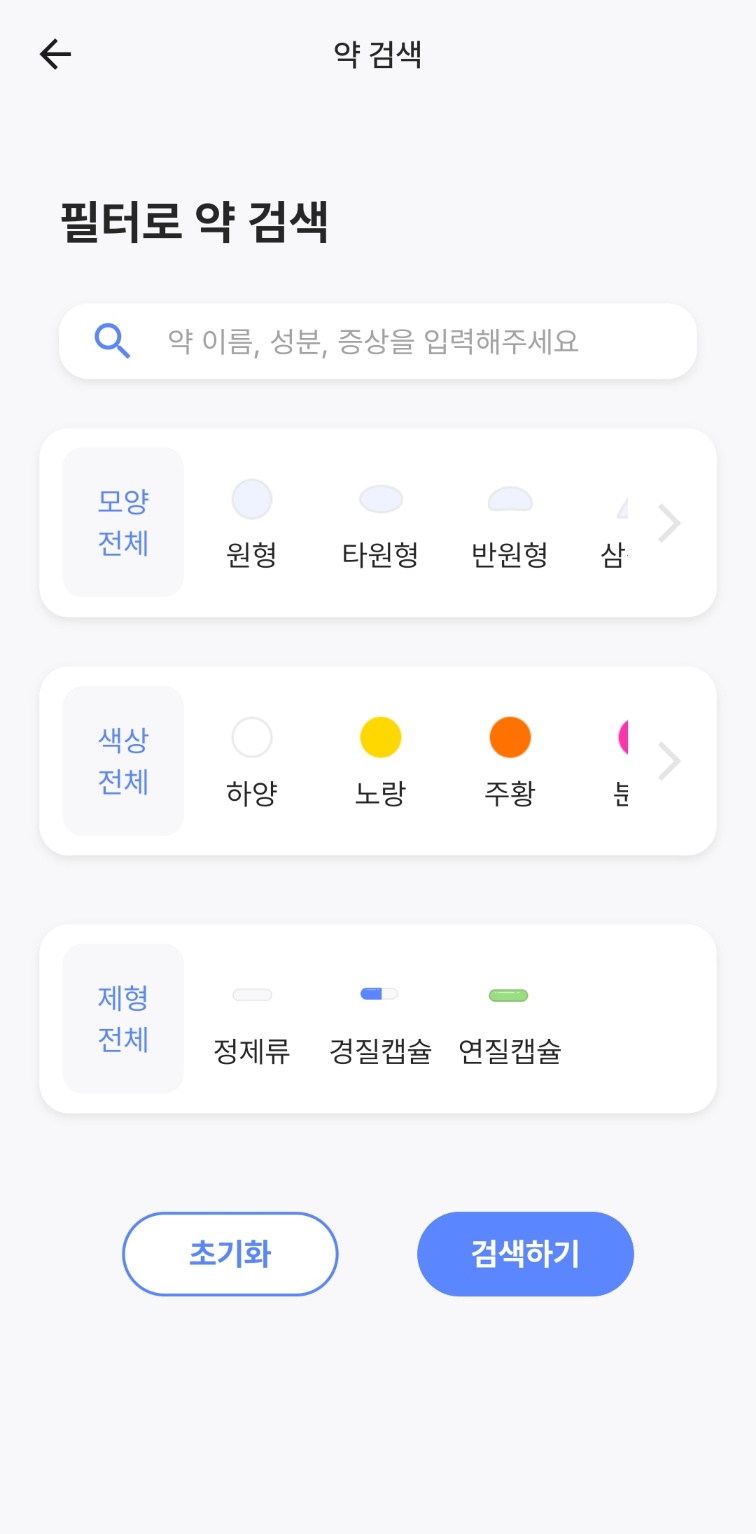 약 검색
필터로 약 검색
약 이름, 성분, 증상을 입력해주세요
모양
전체
원형
타원형
반원형
삼
색상
전체
하양
노랑
주황
제형
전체
정제류
경질캡슐
연질캡슐
초기화
검색하기